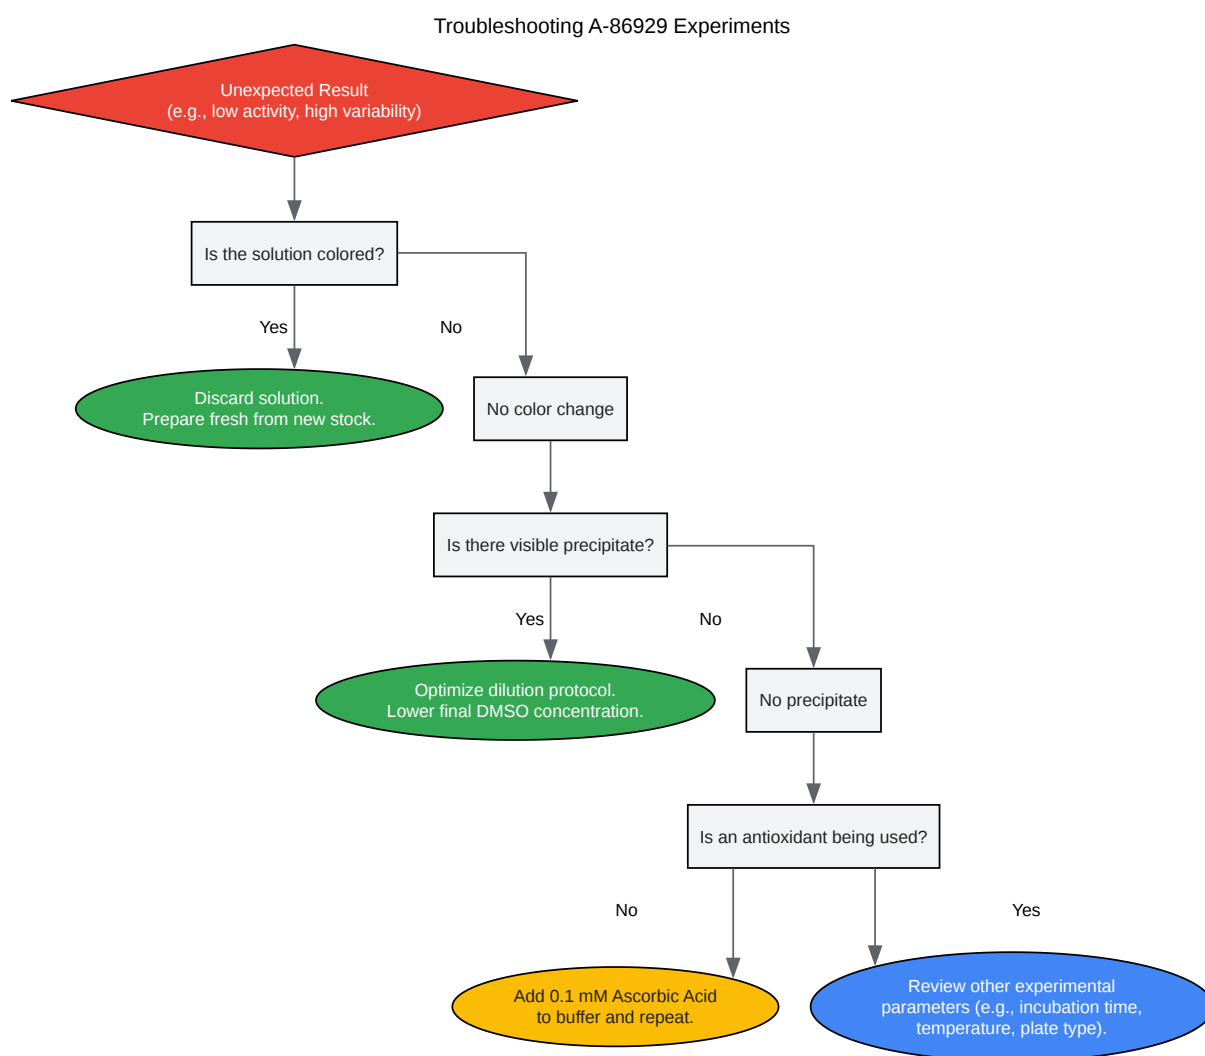 Troubleshooting A-86929 Experiments
Unexpected Result
(e.g., low activity, high variability)
Is the solution colored?
Yes
No
Discard solution.
Prepare fresh from new stock.
No color change
Is there visible precipitate?
Yes
No
Optimize dilution protocol.
Lower final DMSO concentration.
No precipitate
Is an antioxidant being used?
No
Yes
Add 0.1 mM Ascorbic Acid
to buffer and repeat.
Review other experimental
parameters (e.g., incubation time,
temperature, plate type).